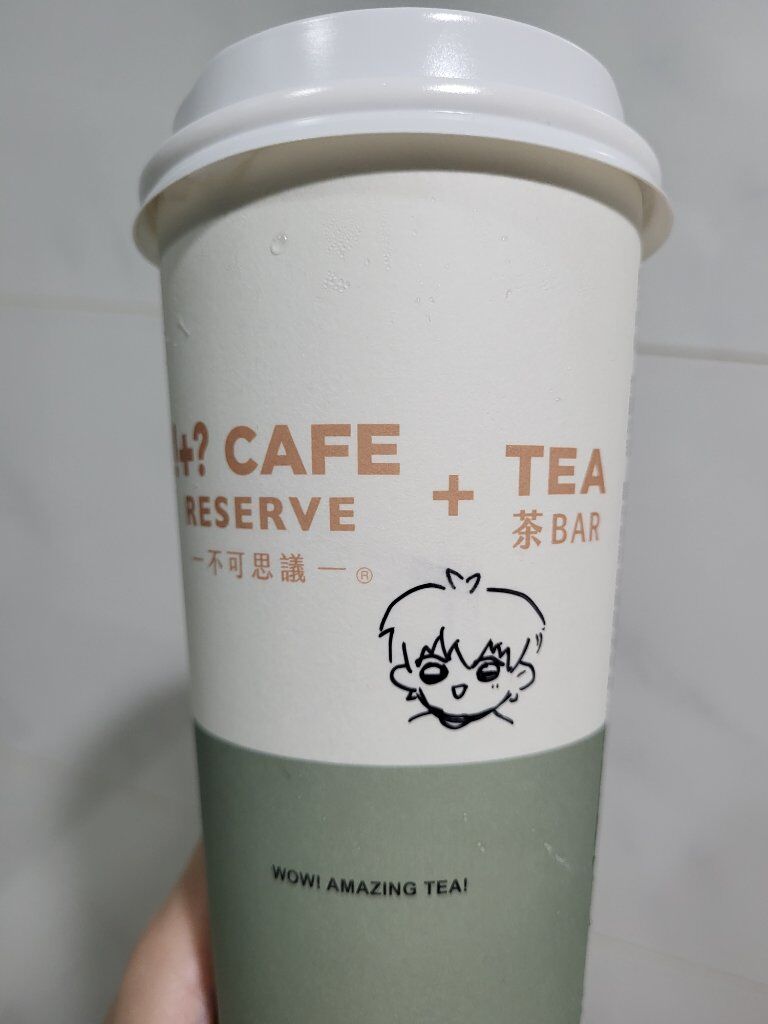 !+? CAFE
RESERVE
一不可思議一®
+
TEA
茶BAR
WOW! AMAZING TEA!